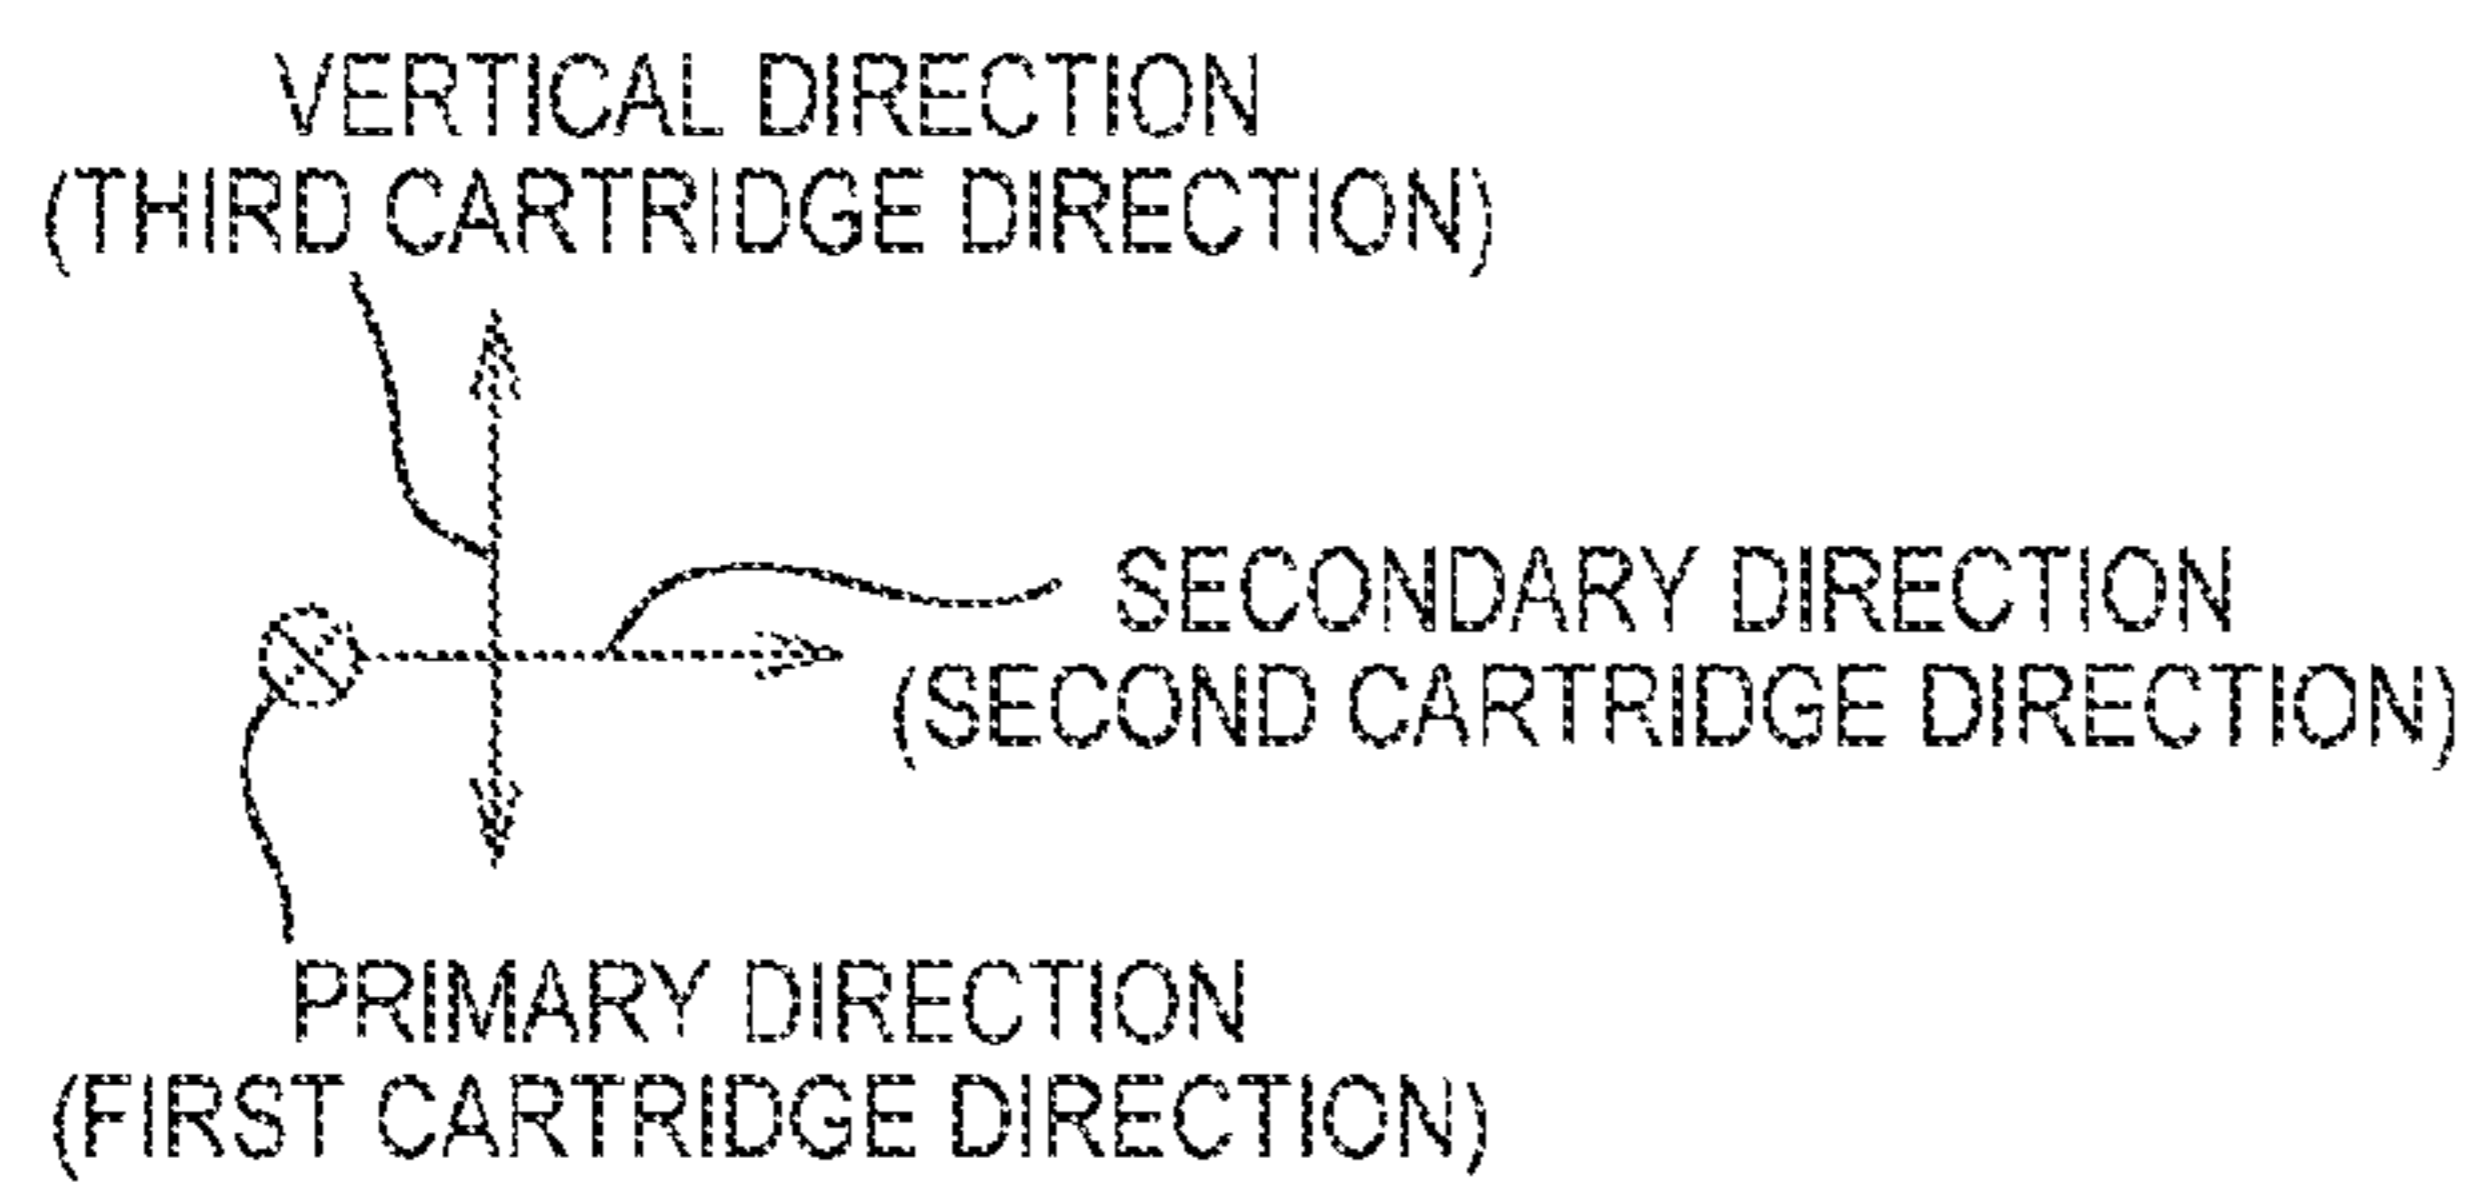 VERTICAL DIRECTION
(THIRD CARTRIDGE DIRECTION)
SECONDARY DIRECTION
(SECOND CARTRIDGE DIRECTION)
PRIMARY DIRECTION
(FIRST CARTRIDGE DIRECTION)